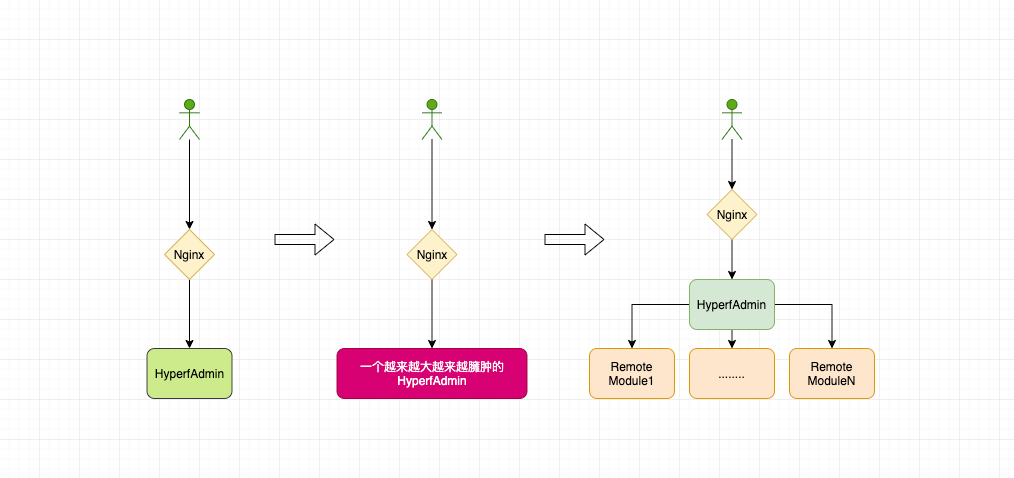 Nginx
HyperfAdmin
Nginx
一个越来越大越来越臃肿的
HyperfAdmin
Nginx
HyperfAdmin
Remote
Module1
........
Remote
ModuleN